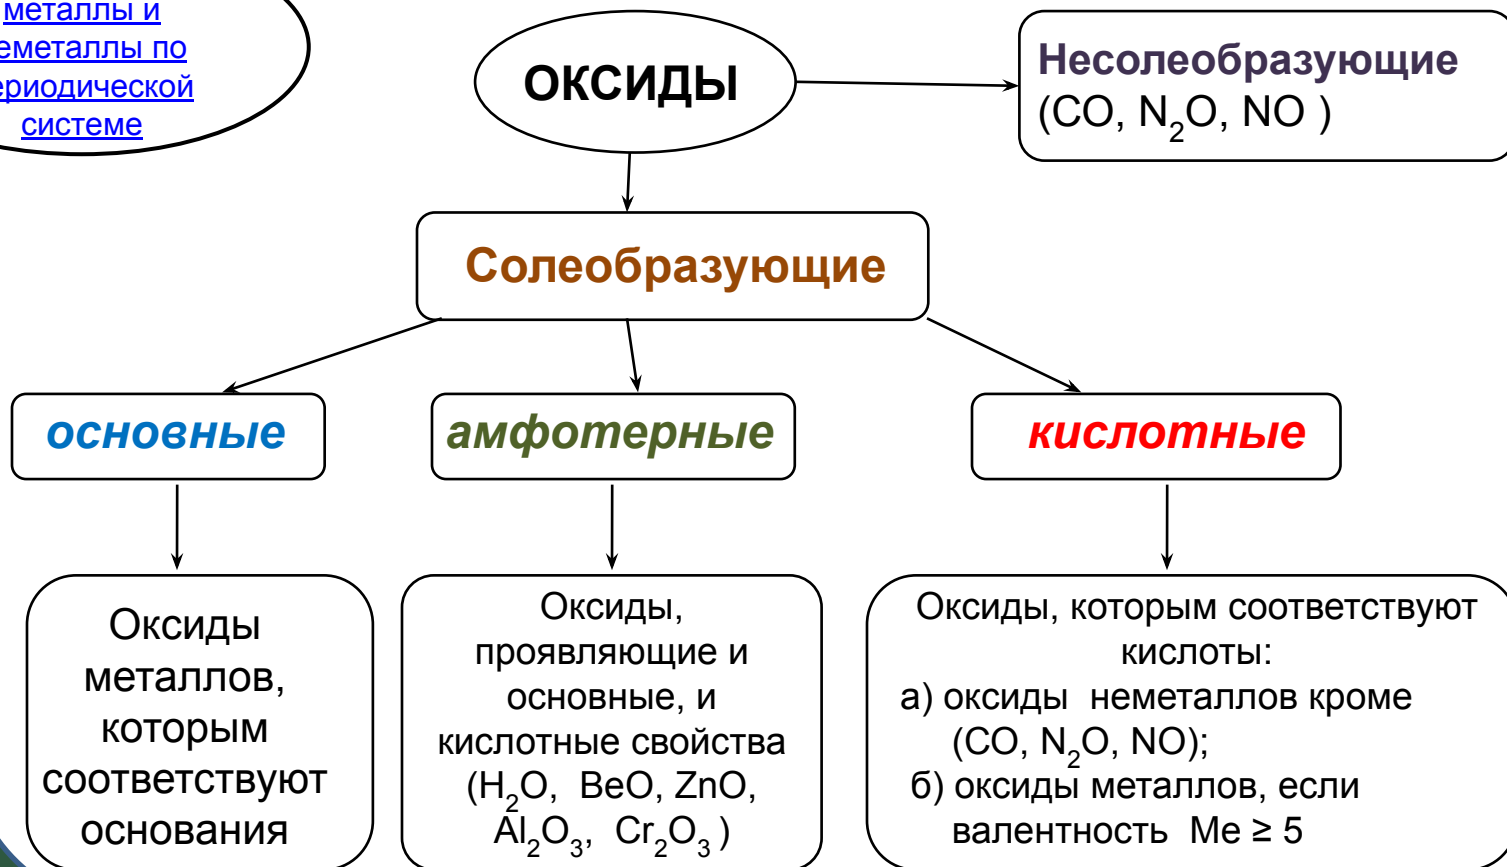 металлы и
еметаллы по
ериодической
системе
ОКСИДЫ
Несолеобразующие
(CO, N₂O, NO )
Солеобразующие
основные
амфотерные
кислотные
Оксиды
металлов,
которым
соответствуют
основания
Оксиды,
проявляющие и
основные, и
кислотные свойства
(H₂O, BeO, ZnO,
Al₂O₃, Cr₂O₃ )
Оксиды, которым соответствуют
кислоты:
а) оксиды неметаллов кроме
(CO, N₂O, NO);
б) оксиды металлов, если
валентность Ме ≥ 5